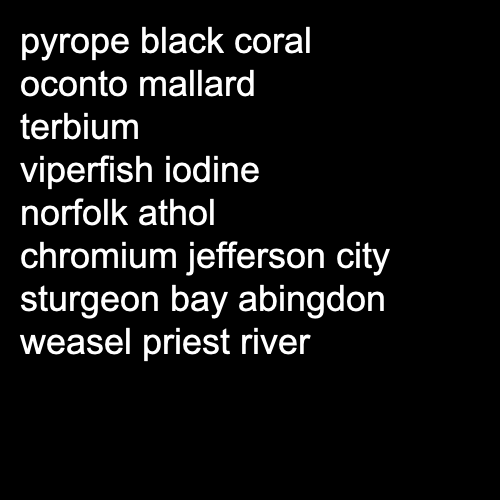 pyrope black coral
oconto mallard
terbium
viperfish iodine
norfolk athol
chromium jefferson city
sturgeon bay abingdon
weasel priest river